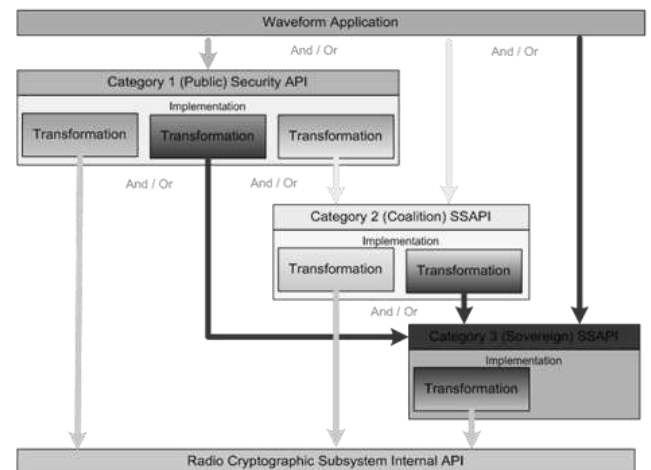 Waveform Application
And / Or
And / Or
Category 1 (Public) Security API
Implementation
Transformation
Transformation
Transformation
And / Or
And / Or
Category 2 (Coalition) SSAPI
Implementation
Transformation
Transformation
And / Or
Category 3 (Sovereign) SSAPI
Implementation
Transformation
Radio Cryptographic Subsystem Internal API